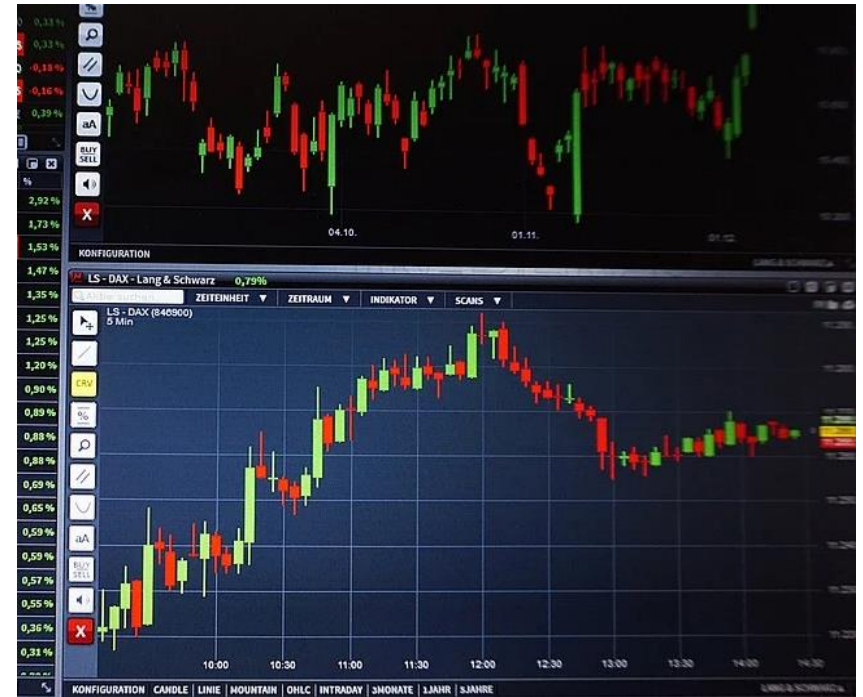 0,33 %
0,33 %
-0,18 %
-0,16 %
0,39 %
aA
BUY
SELL
X
04.10.
01.11.
01.12.
KONFIGURATION
%
2,92 %
1,73 %
1,53 %
1,47 %
1,35 %
1,25 %
1,25 %
1,20 %
0,90 %
0,89 %
0,88 %
0,88 %
0,69 %
0,65 %
0,59 %
0,59 %
0,57 %
0,55 %
0,36 %
0,31 %
LS - DAX - Lang & Schwarz 0,79%
ZEITEINHEIT ▼ ZEITRAUM ▼ INDIKATOR ▼ SCANS ▼
LS - DAX (846900)
5 Min
CRV
%
aA
BUY
SELL
X
10:00 10:30 11:00 11:30 12:00 12:30 13:00 13:30 14:00 14:30
KONFIGURATION CANDLE | LINIE | MOUNTAIN | OHLC | INTRADAY | 3MONATE | 1JAHR | 3JAHRE